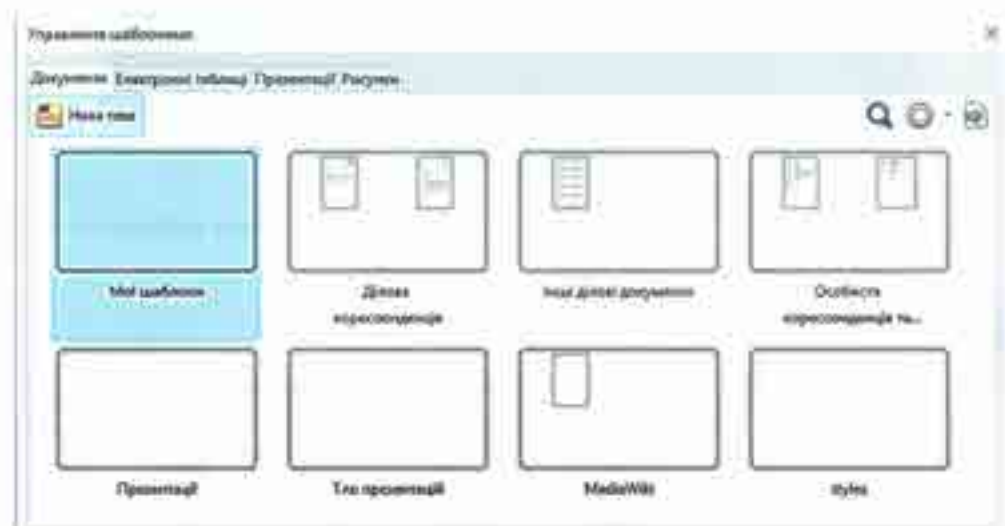 Управління шаблонами
Документи Електронні таблиці Презентації Рисунки
Нова тека
Мої шаблони
Ділова
кореспонденція
Інші ділові документи
Особиста
кореспонденція та...
Презентації
Тло презентацій
MediaWiki
styles